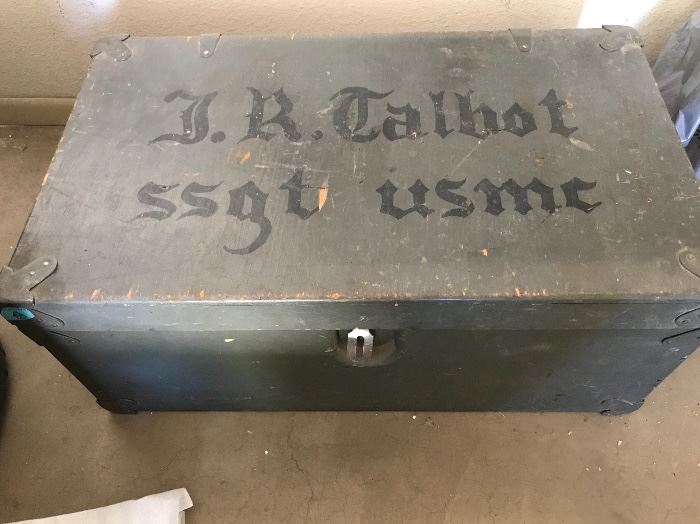 J. R. Talbot
ssgt usmc